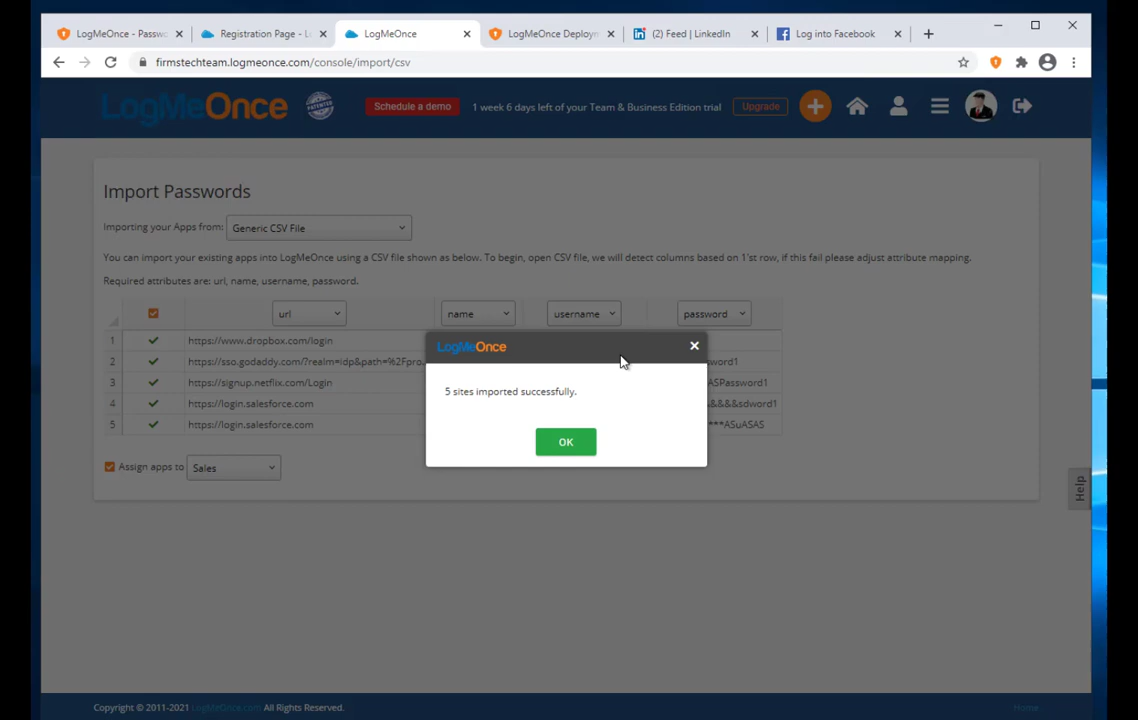 LogMeOnce - Passwo
Registration Page - L
LogMeOnce
LogMeOnce Deploym
(2) Feed | LinkedIn
Log into Facebook
firmstechteam.logmeonce.com/console/import/csv
LogMeOnce
PATENTED
Schedule a demo
1 week 6 days left of your Team & Business Edition trial
Upgrade
Import Passwords
Importing your Apps from:
Generic CSV File
You can import your existing apps into LogMeOnce using a CSV file shown as below. To begin, open CSV file, we will detect columns based on 1'st row, if this fail please adjust attribute mapping.
Required attributes are: url, name, username, password.
url name username password
1 https://www.dropbox.com/login
2 https://sso.godaddy.com/?realm=idp&path=%2Fpro. sword1
3 https://signup.netflix.com/Login ASPassword1
4 https://login.salesforce.com &&&&sdword1
5 https://login.salesforce.com ***ASuASAS
LogMeOnce
5 sites imported successfully.
OK
Assign apps to
Sales
Help
Copyright © 2011-2021 LogMeOnce.com All Rights Reserved.
Home